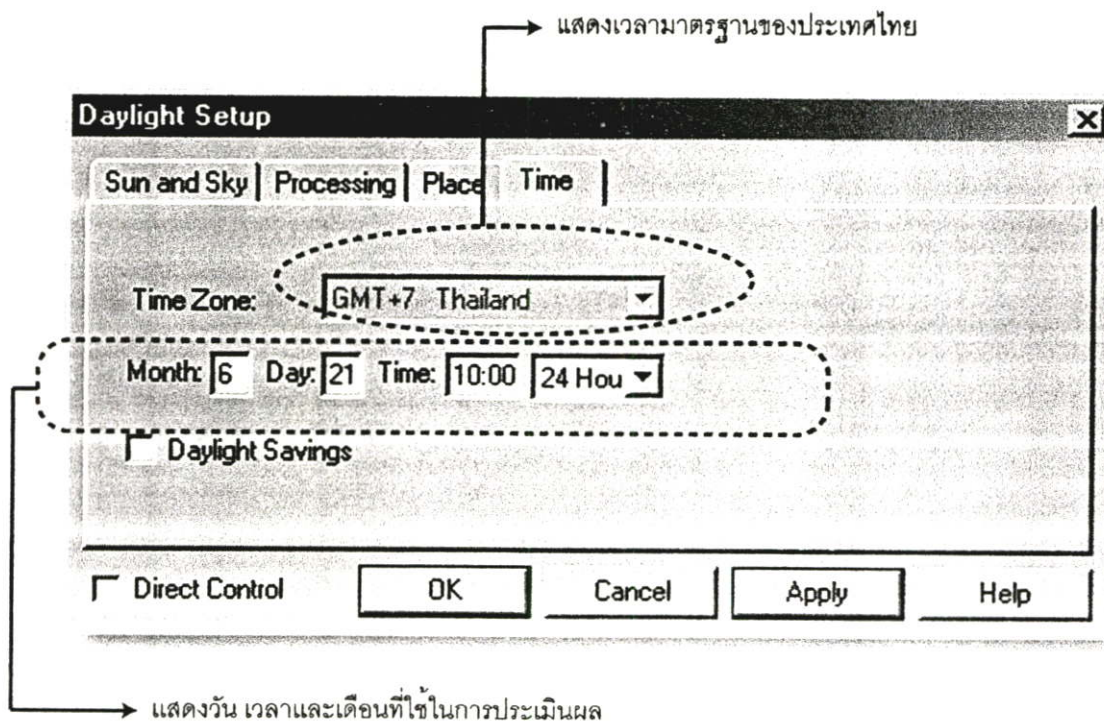 แสดงเวลามาตรฐานของประเทศไทย
Daylight Setup
Sun and Sky Processing Place Time
Time Zone: GMT+7 Thailand
Month: 6 Day: 21 Time: 10:00 24 Hou
Daylight Savings
Direct Control OK Cancel Apply Help
แสดงวัน เวลาและเดือนที่ใช้ในการประเมินผล